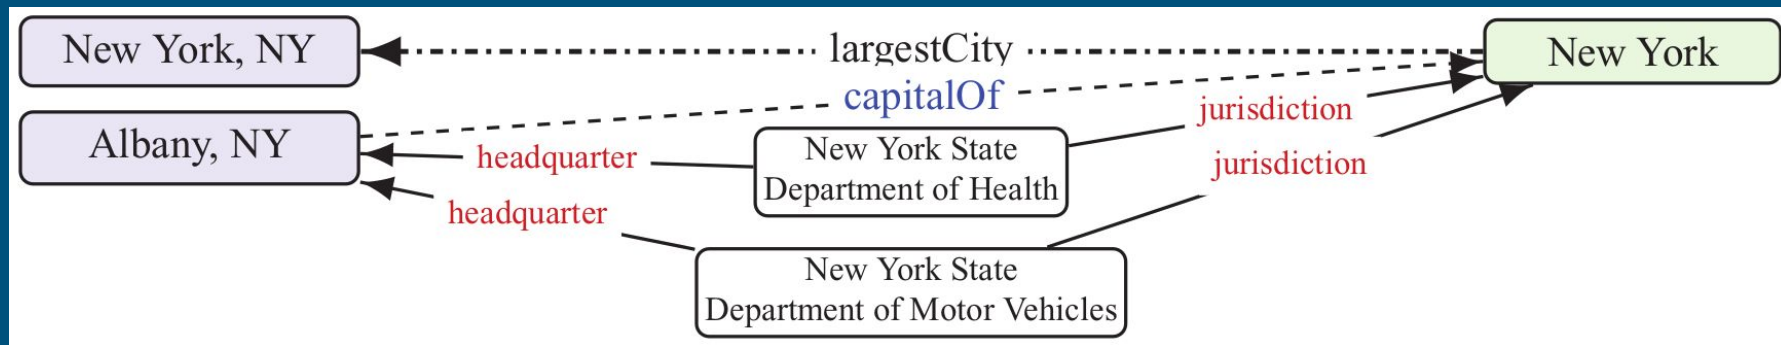 New York, NY
largestCity
New York
capitalOf
jurisdiction
Albany, NY
headquarter
New York State
Department of Health
jurisdiction
headquarter
New York State
Department of Motor Vehicles